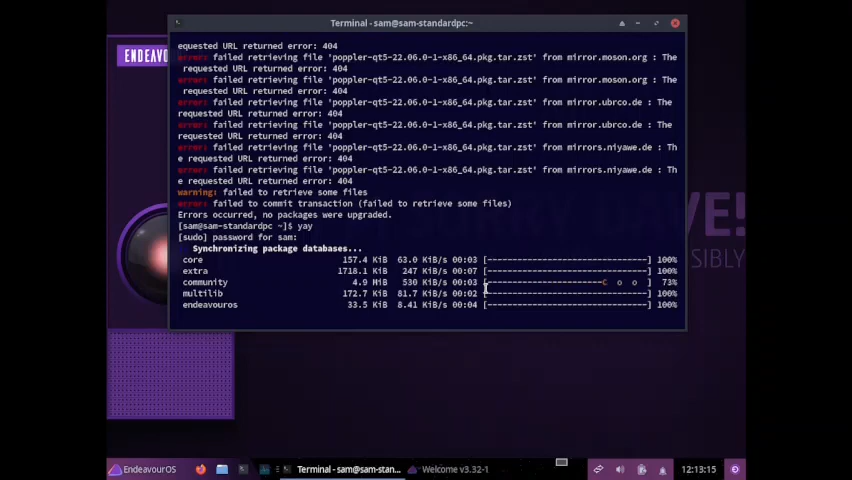 Terminal - sam@sam-standardpc:~
ENDEAVO
equested URL returned error: 404
error: failed retrieving file 'poppler-qt5-22.06.0-1-x86_64.pkg.tar.zst' from mirror.moson.org : The
requested URL returned error: 404
error: failed retrieving file 'poppler-qt5-22.06.0-1-x86_64.pkg.tar.zst' from mirror.moson.org : The
requested URL returned error: 404
error: failed retrieving file 'poppler-qt5-22.06.0-1-x86_64.pkg.tar.zst' from mirror.ubrco.de : The
requested URL returned error: 404
error: failed retrieving file 'poppler-qt5-22.06.0-1-x86_64.pkg.tar.zst' from mirror.ubrco.de : The
requested URL returned error: 404
error: failed retrieving file 'poppler-qt5-22.06.0-1-x86_64.pkg.tar.zst' from mirrors.niyawe.de : Th
e requested URL returned error: 404
error: failed retrieving file 'poppler-qt5-22.06.0-1-x86_64.pkg.tar.zst' from mirrors.niyawe.de : Th
e requested URL returned error: 404
warning: failed to retrieve some files
error: failed to commit transaction (failed to retrieve some files)
Errors occurred, no packages were upgraded.
[sam@sam-standardpc ~]$ yay
[sudo] password for sam:
Synchronizing package databases...
core 157.4 KiB 63.0 KiB/s 00:03 [----------------------------------] 100%
extra 1718.1 KiB 247 KiB/s 00:07 [----------------------------------] 100%
community 4.9 MiB 530 KiB/s 00:03 [------------------------C o o ] 73%
multilib 172.7 KiB 81.7 KiB/s 00:02 [----------------------------------] 100%
endeavouros 33.5 KiB 8.41 KiB/s 00:04 [----------------------------------] 100%
AVE!
SIBLY
EndeavourOS
Terminal - sam@sam-stan...
Welcome v3.32-1
12:13:15